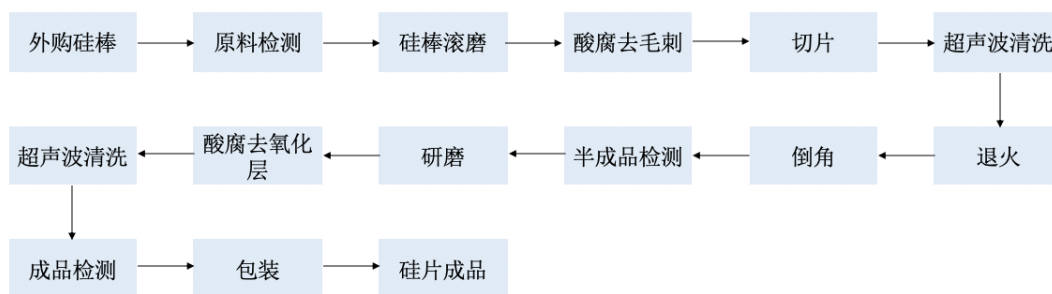 外购硅棒
原料检测
硅棒滚磨
酸腐去毛刺
切片
超声波清洗
退火
倒角
半成品检测
研磨
酸腐去氧化
层
超声波清洗
成品检测
包装
硅片成品